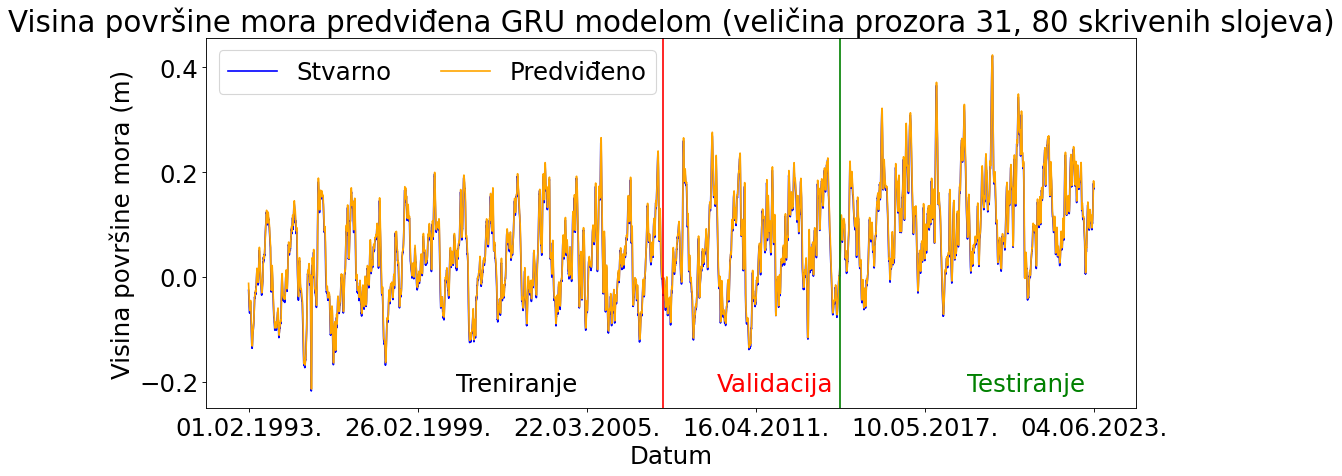 Visina površine mora predviđena GRU modelom (veličina prozora 31, 80 skrivenih slojeva)
Stvarno
Predviđeno
Visina površine mora (m)
0.4
0.2
0.0
−0.2
Treniranje
Validacija
Testiranje
01.02.1993.
26.02.1999.
22.03.2005.
16.04.2011.
10.05.2017.
04.06.2023.
Datum